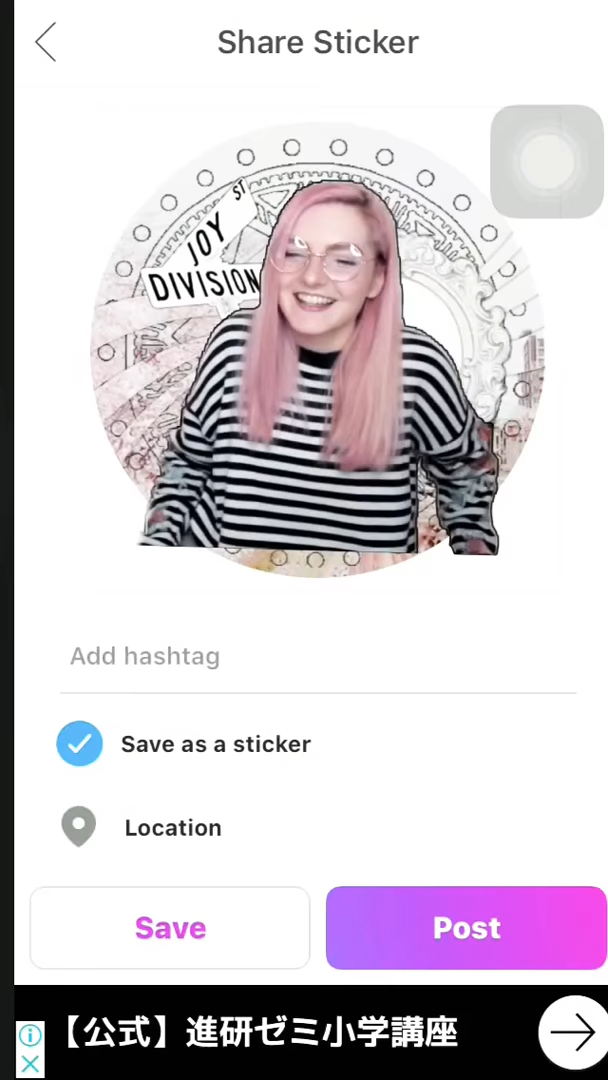 Share Sticker
ST
JOY
DIVISION
Add hashtag
Save as a sticker
Location
Save
Post
【公式】進研ゼミ小学講座